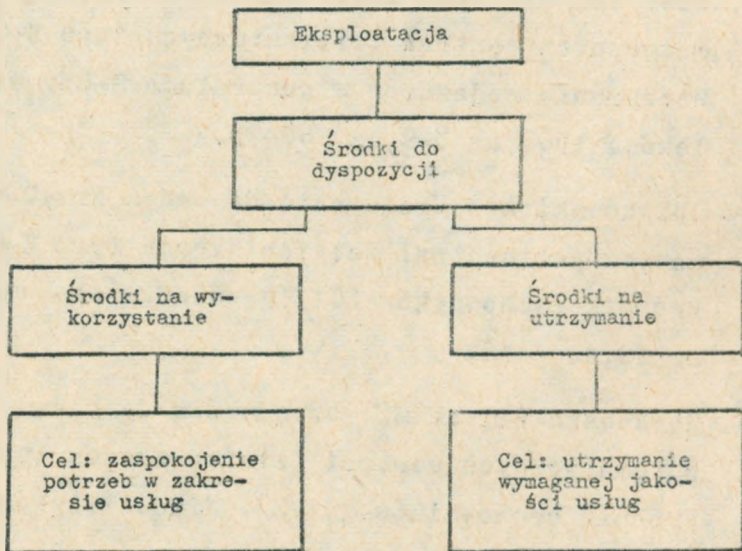 Eksploatacja
Środki do
dyspozycji
Środki na wy-
korzystanie
Środki na
utrzymanie
Cel: zaspokojenie
potrzeb w zakre-
sie usług
Cel: utrzymanie
wymaganej jako-
ści usług